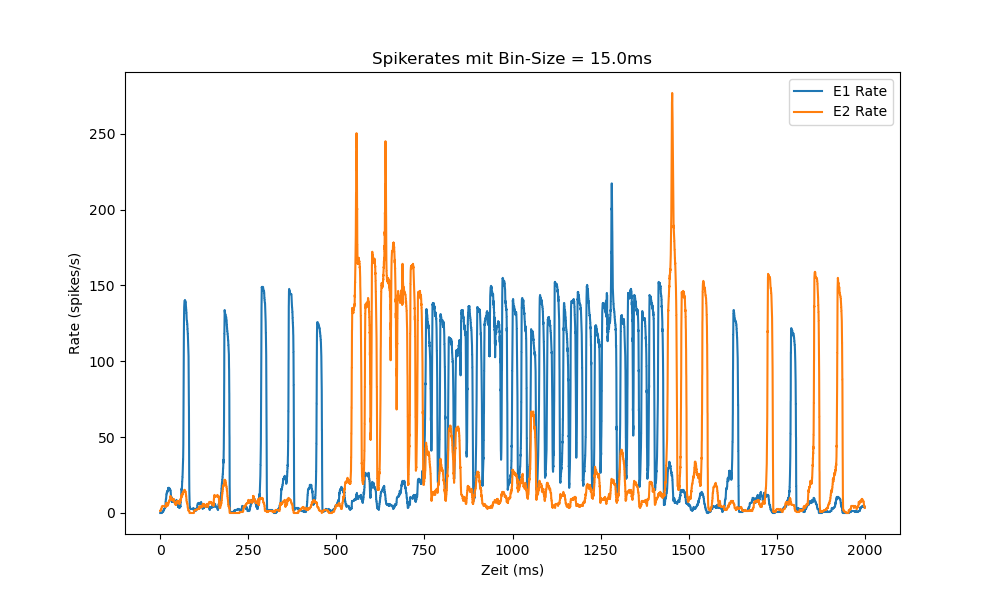 Spikerates mit Bin-Size = 15.0ms
E1 Rate
E2 Rate
Rate (spikes/s)
250
200
150
100
50
0
0 250 500 750 1000 1250 1500 1750 2000
Zeit (ms)